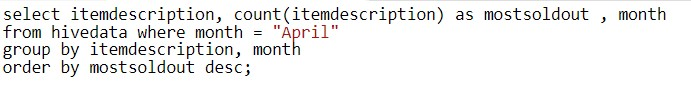 select itemdescription, count(itemdescription) as mostsoldout , month
from hivedata where month = "April"
group by itemdescription, month
order by mostsoldout desc;